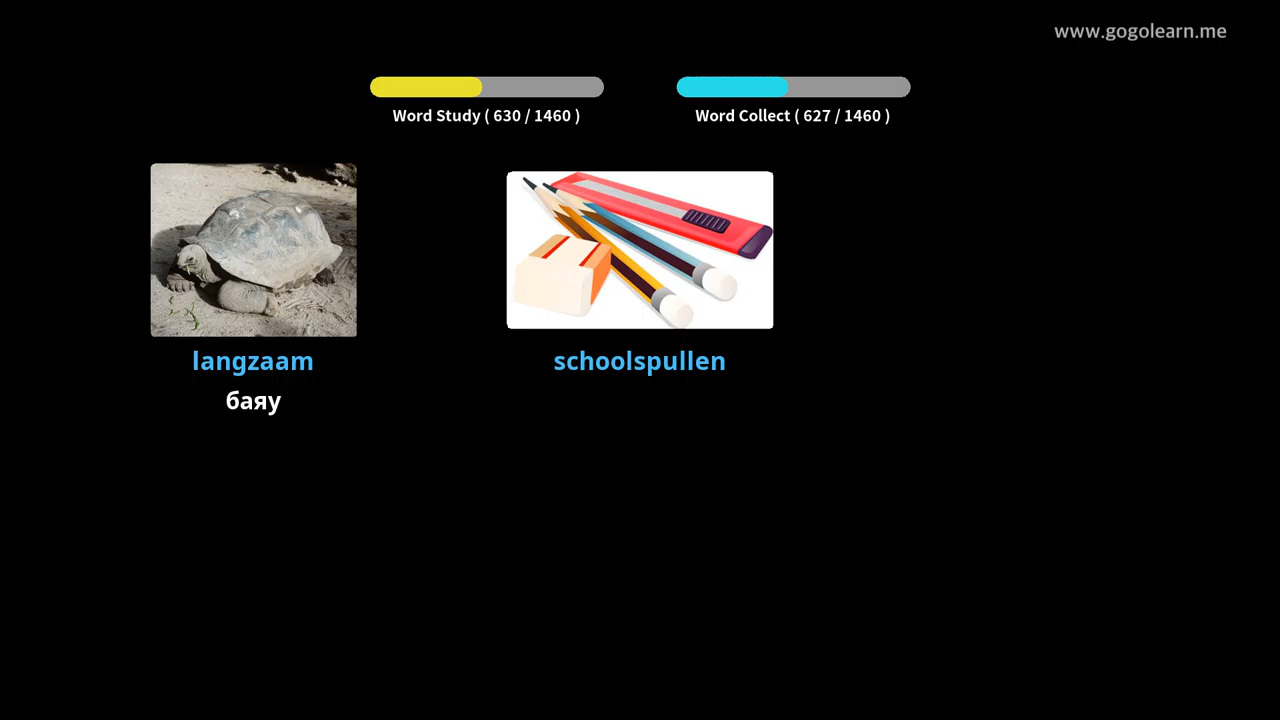 www.gogolearn.me
Word Study ( 630 / 1460 )
Word Collect ( 627 / 1460 )
langzaam
баяу
schoolspullen